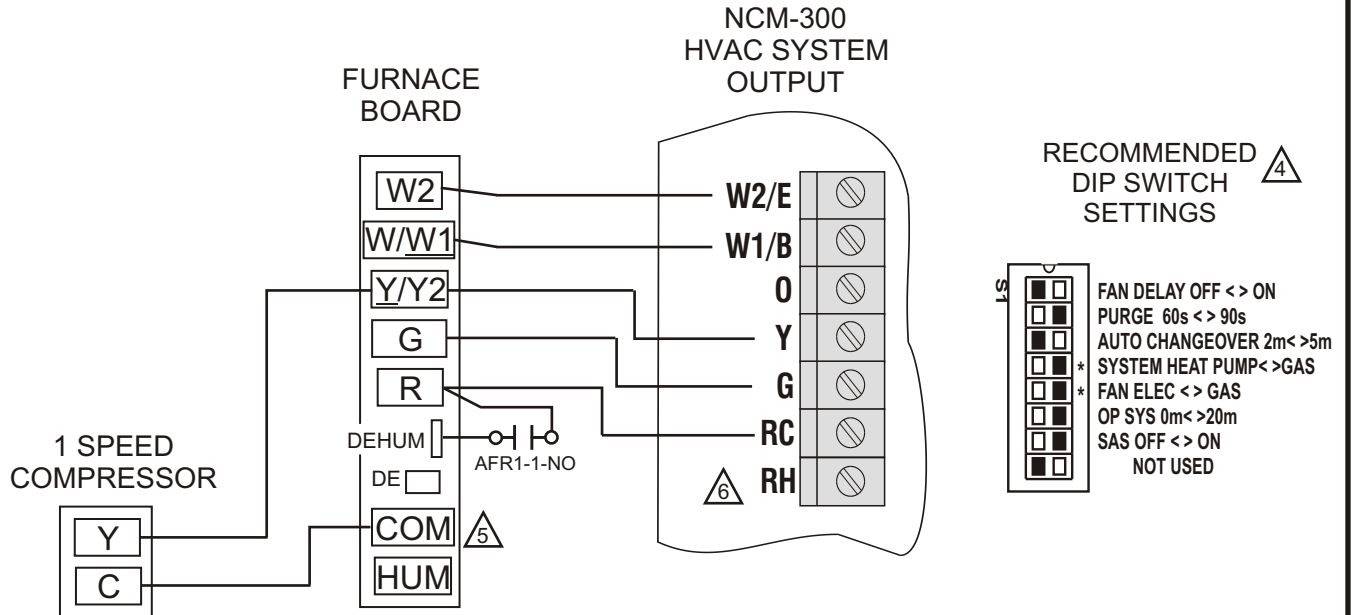 NCM-300
HVAC SYSTEM
OUTPUT
FURNACE
BOARD
W2
W/W1
Y/Y2
G
R
DEHUM
AFR1-1-NO
DE
COM
5
HUM
1 SPEED
COMPRESSOR
Y
C
W2/E
W1/B
O
Y
G
RC
RH
6
RECOMMENDED
DIP SWITCH
SETTINGS
4
S1
FAN DELAY OFF < > ON
PURGE 60s < > 90s
AUTO CHANGEOVER 2m< >5m
* SYSTEM HEAT PUMP< >GAS
* FAN ELEC < > GAS
OP SYS 0m< >20m
SAS OFF < > ON
NOT USED